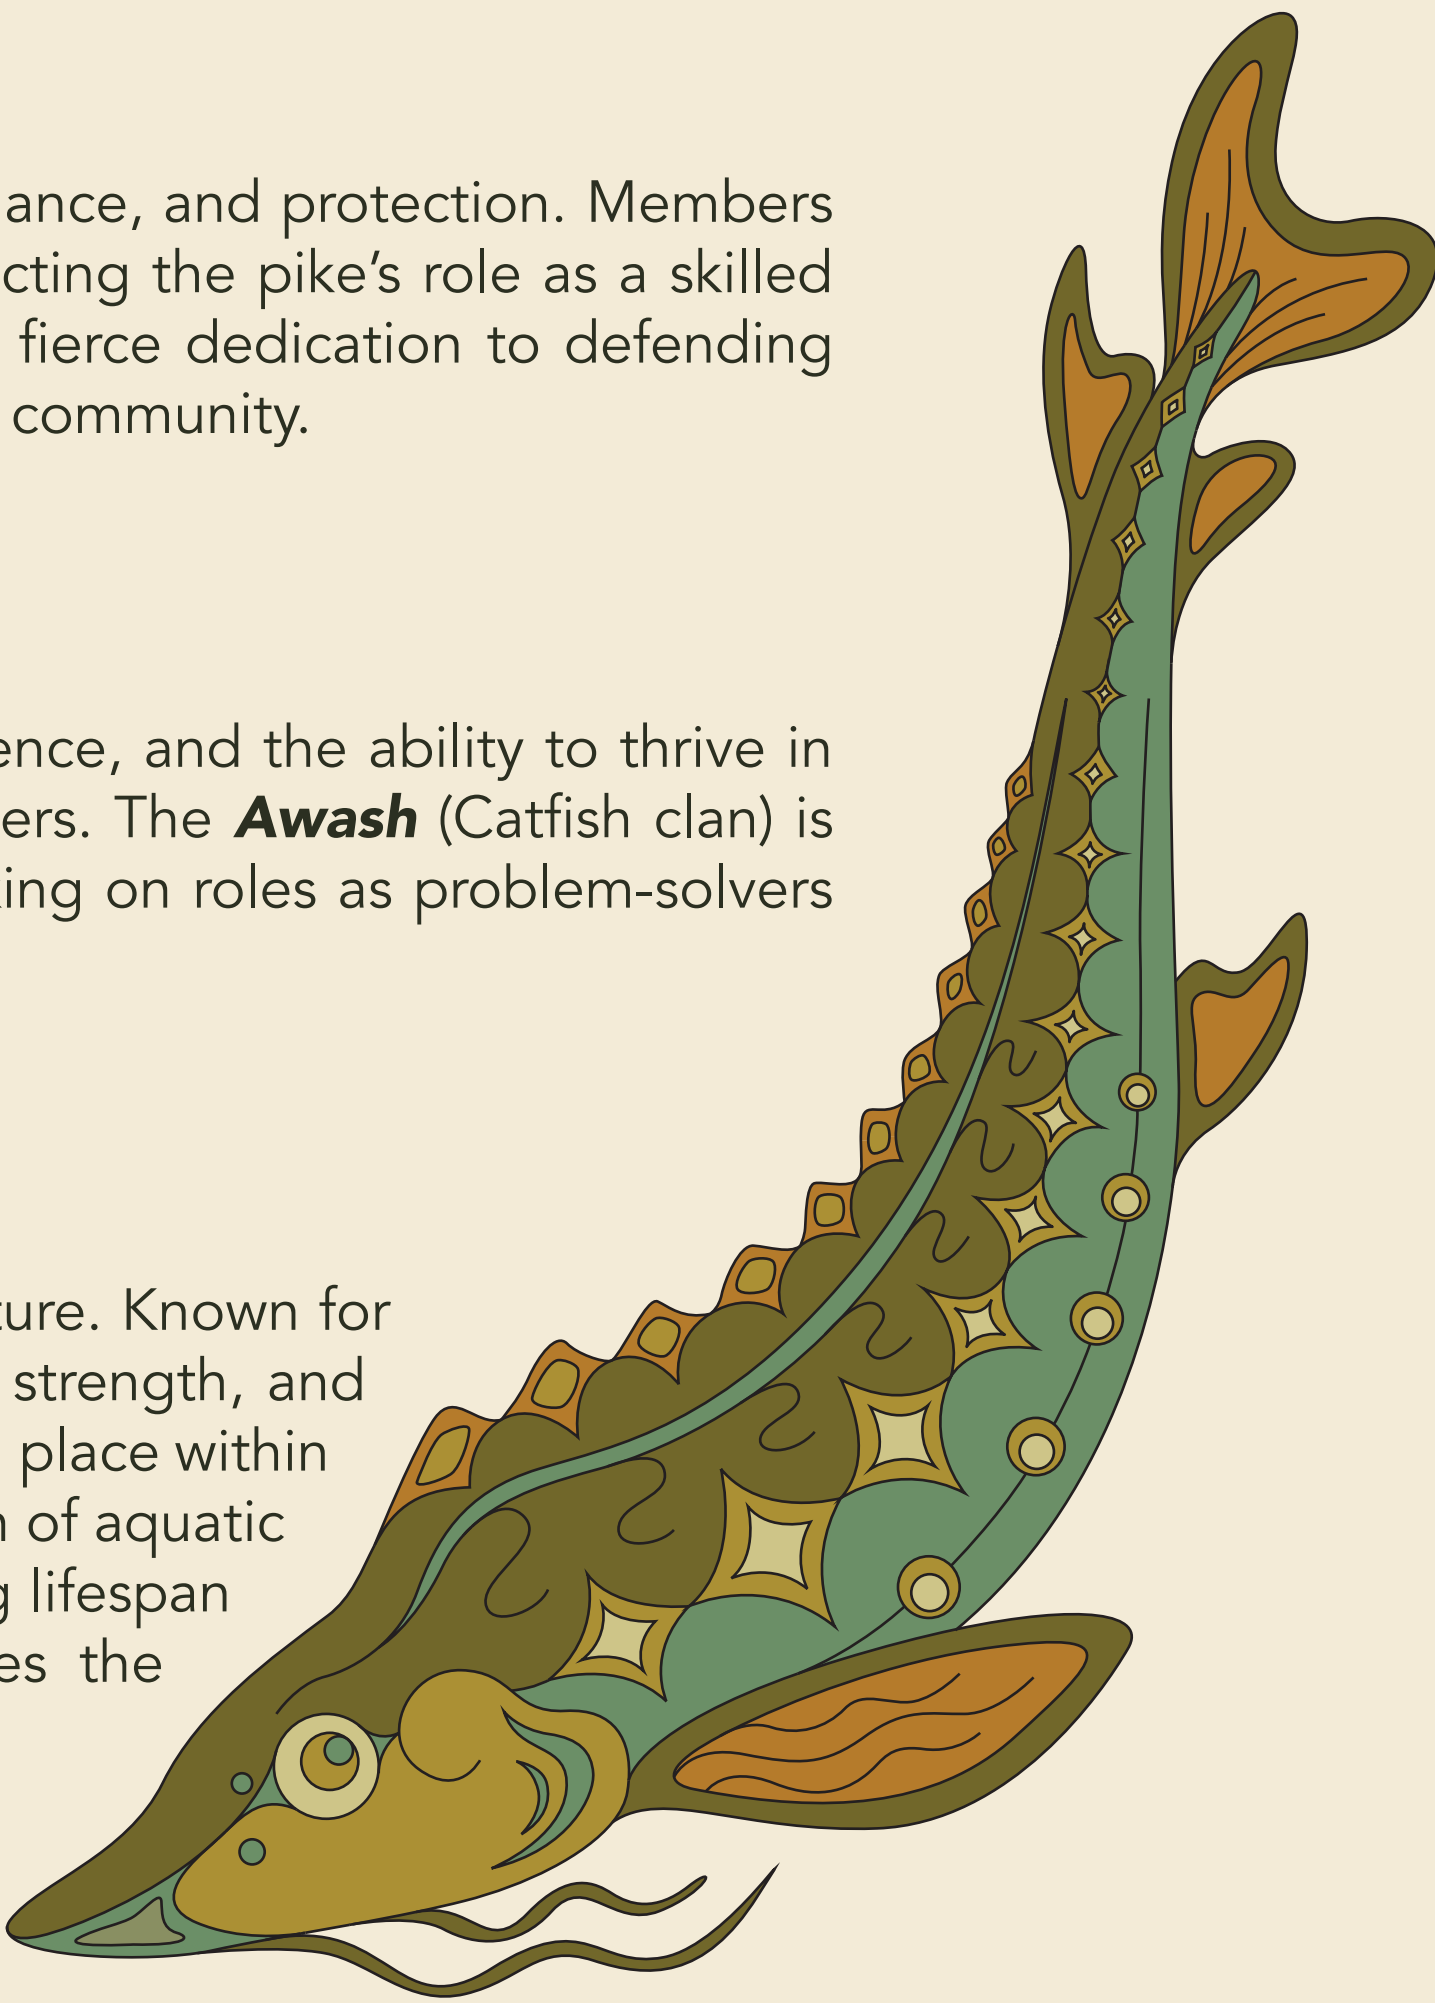 ance, and protection. Members
cting the pike’s role as a skilled
fierce dedication to defending
community.
ence, and the ability to thrive in
ers. The Awash (Catfish clan) is
king on roles as problem-solvers
ture. Known for
strength, and
place within
n of aquatic
g lifespan
es the